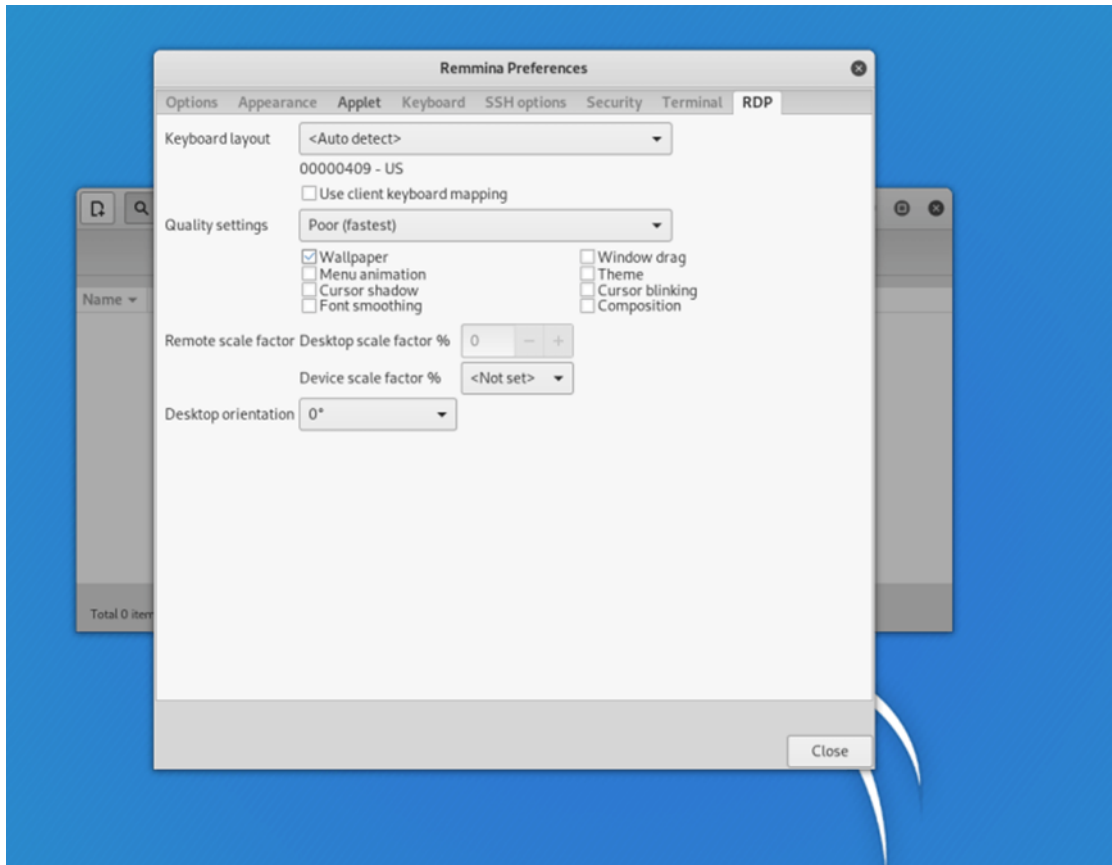 Remmina Preferences
Options Appearance Applet Keyboard SSH options Security Terminal RDP
Keyboard layout <Auto detect>
00000409 - US
Use client keyboard mapping
Quality settings Poor (fastest)
Wallpaper Window drag
Menu animation Theme
Cursor shadow Cursor blinking
Font smoothing Composition
Name
Remote scale factor Desktop scale factor % 0 − +
Device scale factor % <Not set>
Desktop orientation 0°
Total 0 item
Close